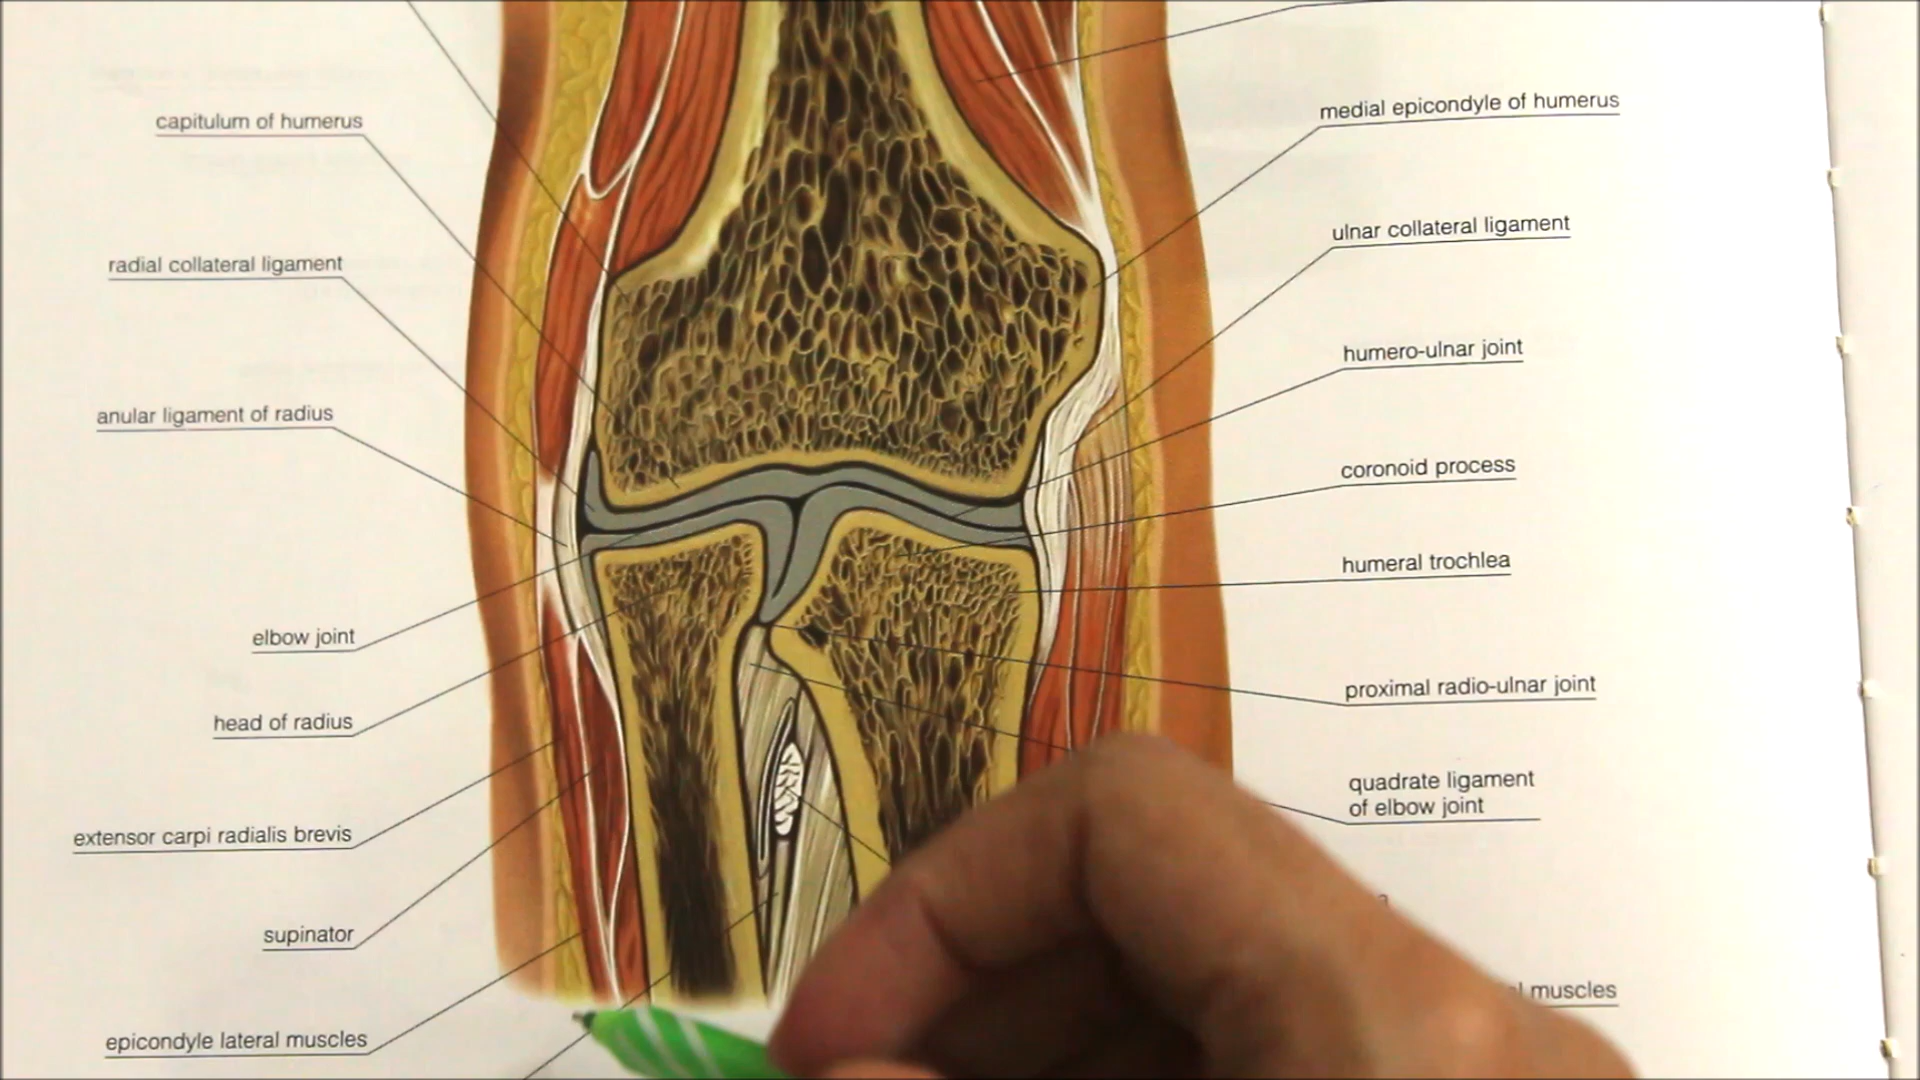 capitulum of humerus
radial collateral ligament
anular ligament of radius
elbow joint
head of radius
extensor carpi radialis brevis
supinator
epicondyle lateral muscles
medial epicondyle of humerus
ulnar collateral ligament
humero-ulnar joint
coronoid process
humeral trochlea
proximal radio-ulnar joint
quadrate ligament
of elbow joint
muscles